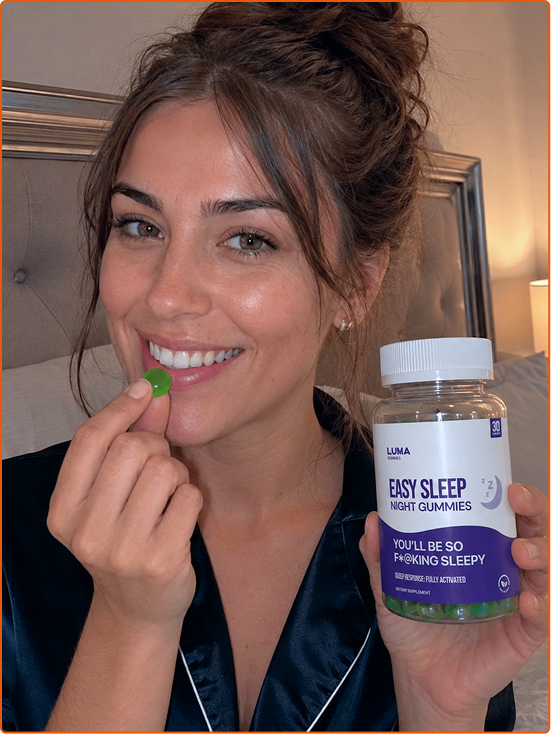 30
LUMA
GUMMIES
EASY SLEEP
NIGHT GUMMIES
z
Z
z
YOU'LL BE SO
F*@KING SLEEPY
SLEEP RESPONSE: FULLY ACTIVATED
DIETARY SUPPLEMENT